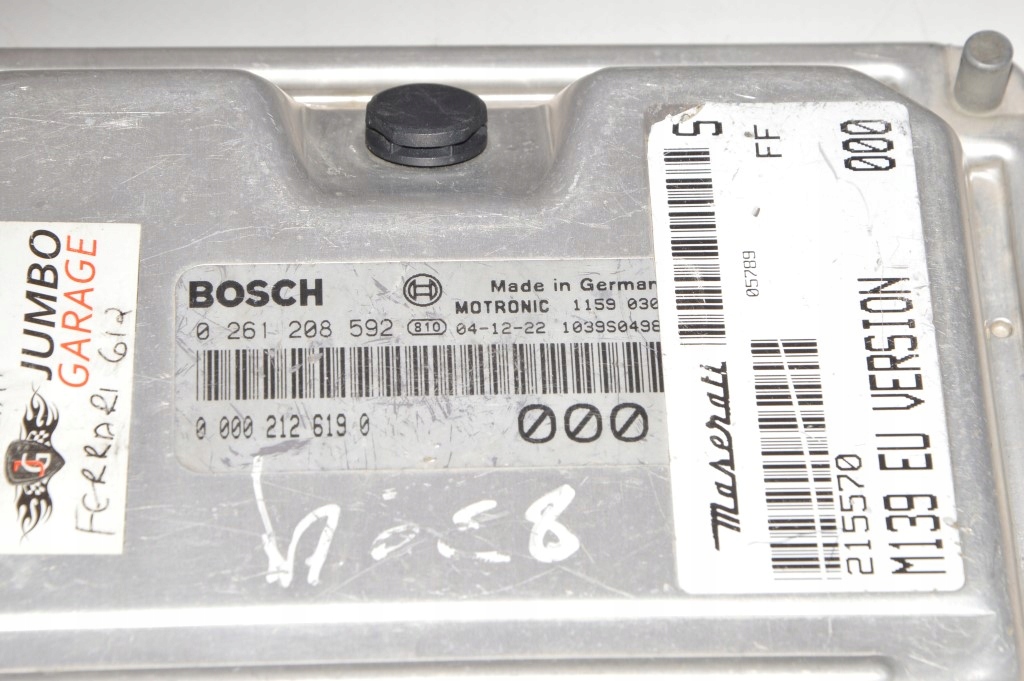 BOSCH
Made in German
MOTRONIC 1159 030
0 261 208 592 810 04-12-22 1039S0498
0 000 212 619 0
000
JUMBO
GARAGE
FERRARI 612
S
FF
000
05789
Maserati
215570
M139 EU VERSION